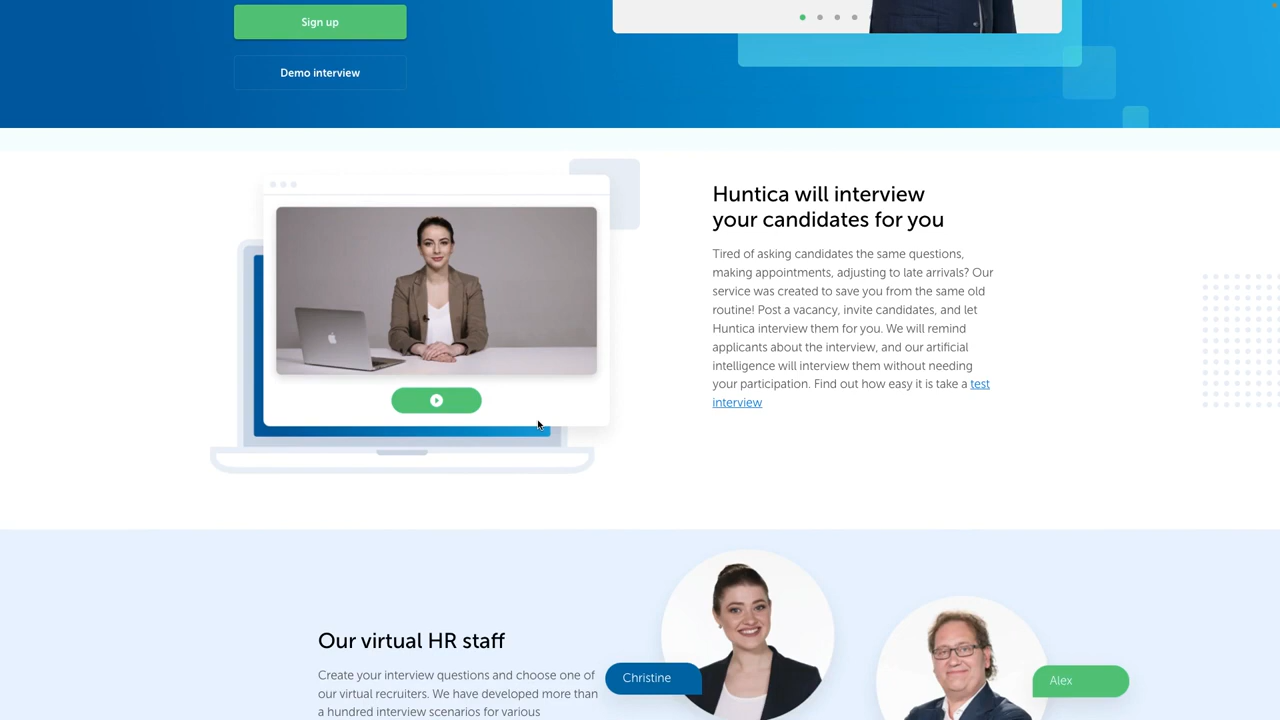 Sign up
Demo interview
Huntica will interview
your candidates for you
Tired of asking candidates the same questions,
making appointments, adjusting to late arrivals? Our
service was created to save you from the same old
routine! Post a vacancy, invite candidates, and let
Huntica interview them for you. We will remind
applicants about the interview, and our artificial
intelligence will interview them without needing
your participation. Find out how easy it is take a test
interview
Our virtual HR staff
Create your interview questions and choose one of
our virtual recruiters. We have developed more than
a hundred interview scenarios for various
Christine
Alex